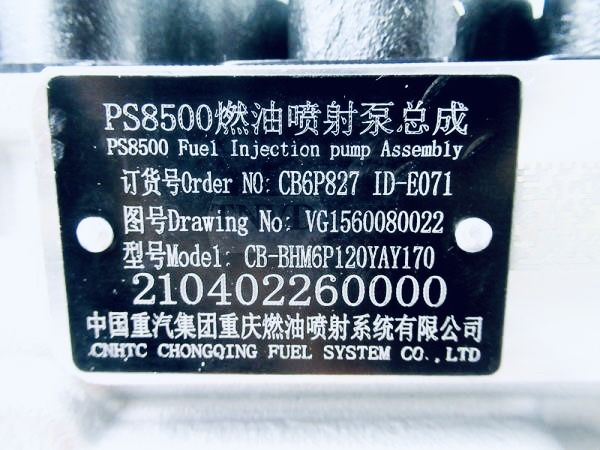 PS8500燃油喷射泵总成
PS8500 Fuel Injection pump Assembly
订货号Order NO: CB6P827 ID-E071
图号Drawing No: VG1560080022
型号Model: CB-BHM6P120YAY170
210402260000
中国重汽集团重庆燃油喷射系统有限公司
CNHTC CHONGQING FUEL SYSTEM CO.,LTD